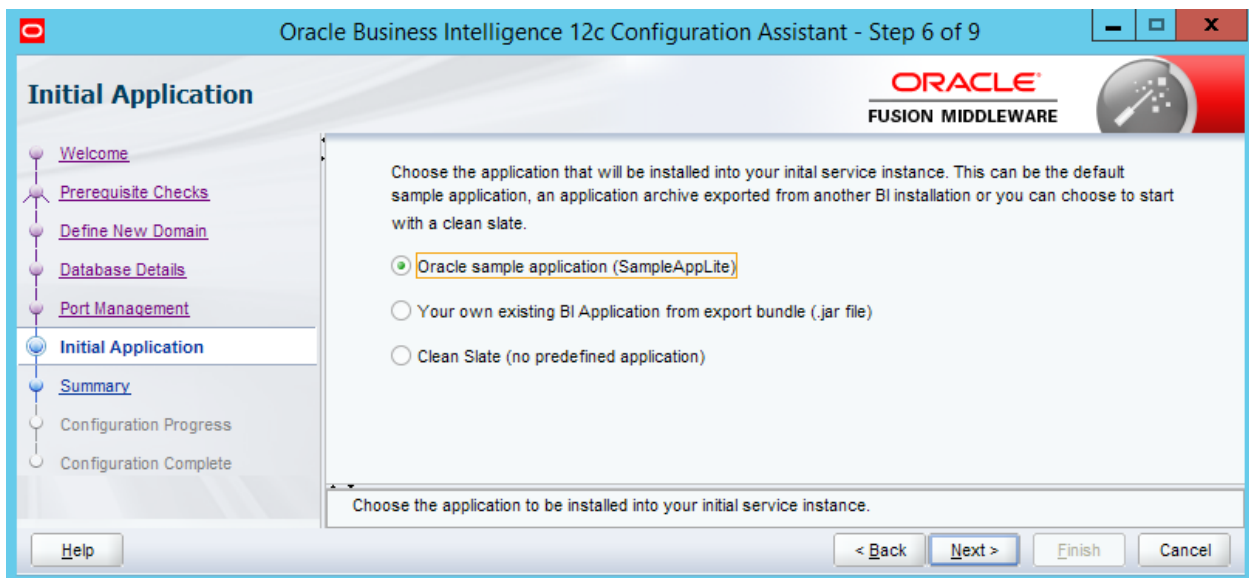 Oracle Business Intelligence 12c Configuration Assistant - Step 6 of 9
Initial Application
ORACLE
FUSION MIDDLEWARE
Welcome
Prerequisite Checks
Define New Domain
Database Details
Port Management
Initial Application
Summary
Configuration Progress
Configuration Complete
Choose the application that will be installed into your inital service instance. This can be the default
sample application, an application archive exported from another BI installation or you can choose to start
with a clean slate.
Oracle sample application (SampleAppLite)
Your own existing BI Application from export bundle (.jar file)
Clean Slate (no predefined application)
Choose the application to be installed into your initial service instance.
Help
< Back
Next >
Finish
Cancel